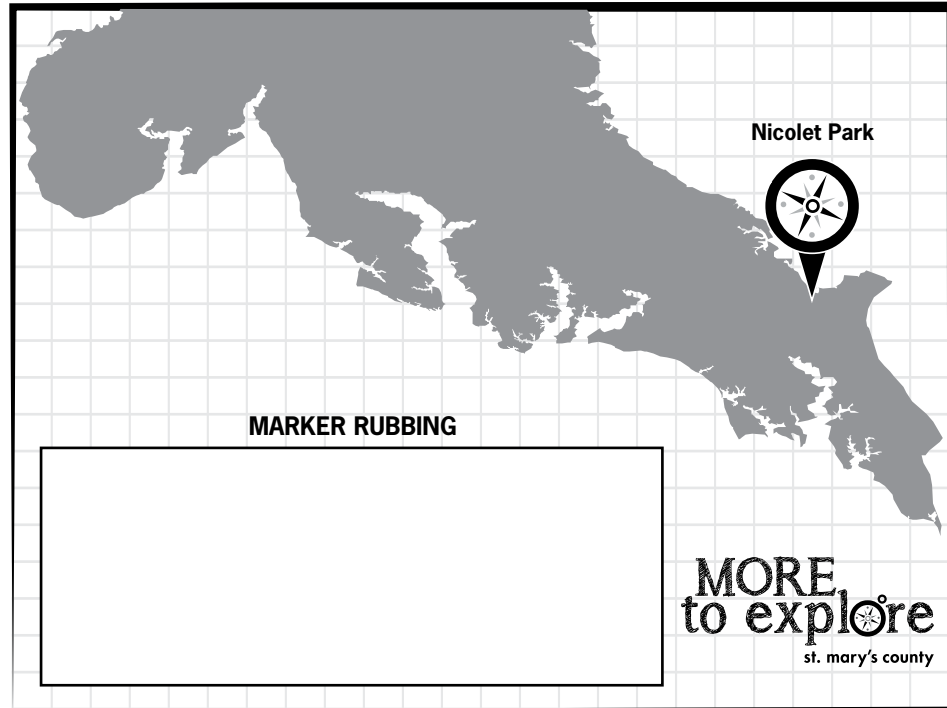 Nicolet Park
MARKER RUBBING
MORE
to explore
st. mary's county